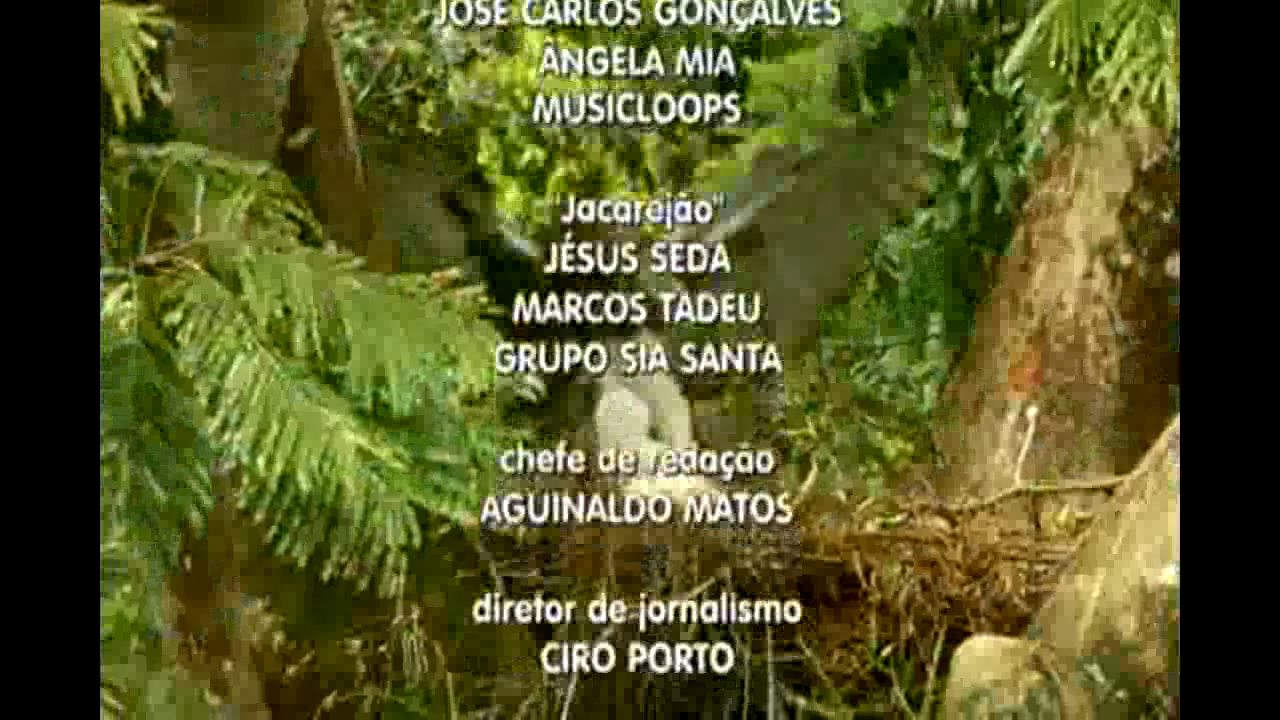 JOSÉ CARLOS GONÇALVES
ÂNGELA MIA
MUSICLOOPS
"Jacarejão"
JÉSUS SEDA
MARCOS TADEU
GRUPO SIA SANTA
chefe de redação
AGUINALDO MATOS
diretor de jornalismo
CIRO PORTO